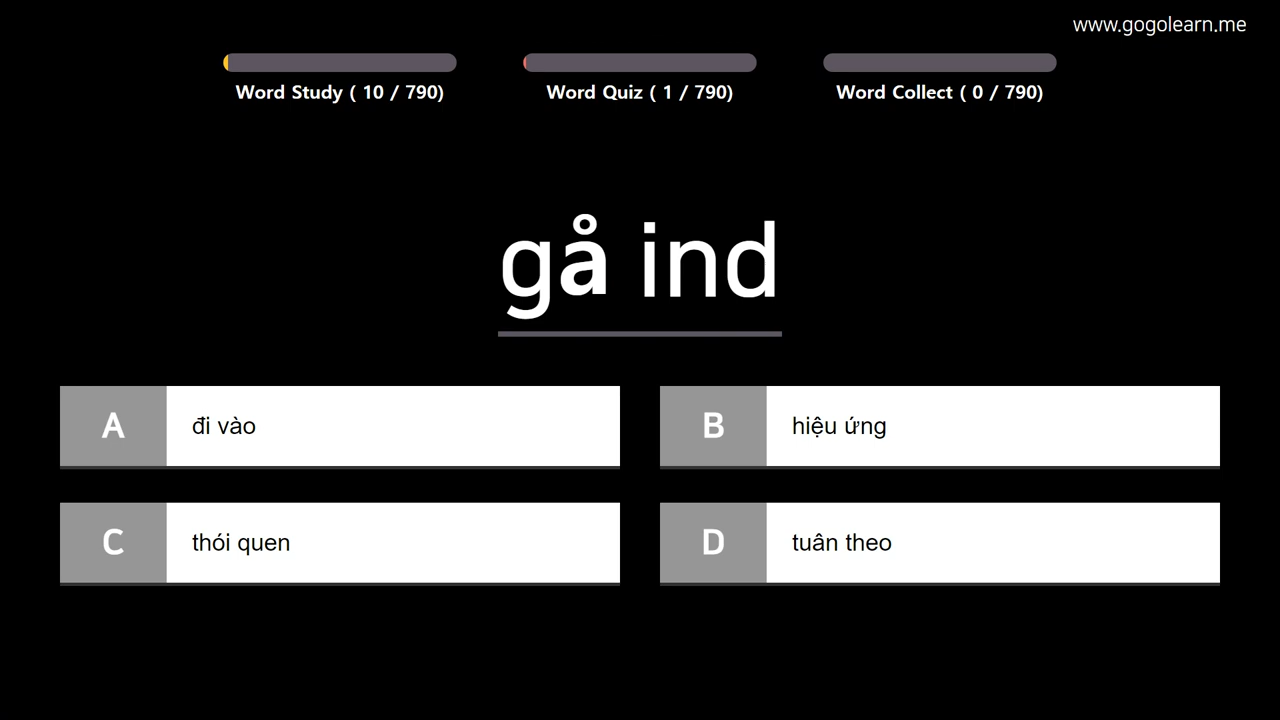 www.gogolearn.me
Word Study ( 10 / 790)
Word Quiz ( 1 / 790)
Word Collect ( 0 / 790)
gå ind
A
đi vào
B
hiệu ứng
C
thói quen
D
tuân theo